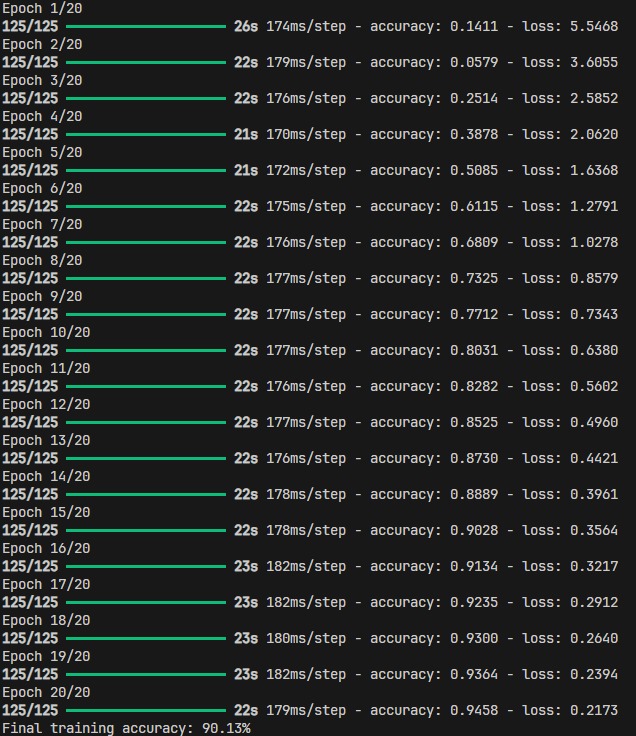 Epoch 1/20
125/125 ━━━━━━━━━━━━━━━━━━━━ 26s 174ms/step - accuracy: 0.1411 - loss: 5.5468
Epoch 2/20
125/125 ━━━━━━━━━━━━━━━━━━━━ 22s 179ms/step - accuracy: 0.0579 - loss: 3.6055
Epoch 3/20
125/125 ━━━━━━━━━━━━━━━━━━━━ 22s 176ms/step - accuracy: 0.2514 - loss: 2.5852
Epoch 4/20
125/125 ━━━━━━━━━━━━━━━━━━━━ 21s 170ms/step - accuracy: 0.3878 - loss: 2.0620
Epoch 5/20
125/125 ━━━━━━━━━━━━━━━━━━━━ 21s 172ms/step - accuracy: 0.5085 - loss: 1.6368
Epoch 6/20
125/125 ━━━━━━━━━━━━━━━━━━━━ 22s 175ms/step - accuracy: 0.6115 - loss: 1.2791
Epoch 7/20
125/125 ━━━━━━━━━━━━━━━━━━━━ 22s 176ms/step - accuracy: 0.6809 - loss: 1.0278
Epoch 8/20
125/125 ━━━━━━━━━━━━━━━━━━━━ 22s 177ms/step - accuracy: 0.7325 - loss: 0.8579
Epoch 9/20
125/125 ━━━━━━━━━━━━━━━━━━━━ 22s 177ms/step - accuracy: 0.7712 - loss: 0.7343
Epoch 10/20
125/125 ━━━━━━━━━━━━━━━━━━━━ 22s 177ms/step - accuracy: 0.8031 - loss: 0.6380
Epoch 11/20
125/125 ━━━━━━━━━━━━━━━━━━━━ 22s 176ms/step - accuracy: 0.8282 - loss: 0.5602
Epoch 12/20
125/125 ━━━━━━━━━━━━━━━━━━━━ 22s 177ms/step - accuracy: 0.8525 - loss: 0.4960
Epoch 13/20
125/125 ━━━━━━━━━━━━━━━━━━━━ 22s 176ms/step - accuracy: 0.8730 - loss: 0.4421
Epoch 14/20
125/125 ━━━━━━━━━━━━━━━━━━━━ 22s 178ms/step - accuracy: 0.8889 - loss: 0.3961
Epoch 15/20
125/125 ━━━━━━━━━━━━━━━━━━━━ 22s 178ms/step - accuracy: 0.9028 - loss: 0.3564
Epoch 16/20
125/125 ━━━━━━━━━━━━━━━━━━━━ 23s 182ms/step - accuracy: 0.9134 - loss: 0.3217
Epoch 17/20
125/125 ━━━━━━━━━━━━━━━━━━━━ 23s 182ms/step - accuracy: 0.9235 - loss: 0.2912
Epoch 18/20
125/125 ━━━━━━━━━━━━━━━━━━━━ 23s 180ms/step - accuracy: 0.9300 - loss: 0.2640
Epoch 19/20
125/125 ━━━━━━━━━━━━━━━━━━━━ 23s 182ms/step - accuracy: 0.9364 - loss: 0.2394
Epoch 20/20
125/125 ━━━━━━━━━━━━━━━━━━━━ 22s 179ms/step - accuracy: 0.9458 - loss: 0.2173
Final training accuracy: 90.13%